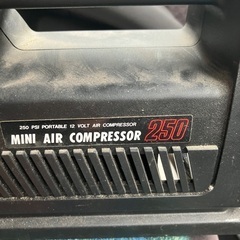 250 PSI PORTABLE 12 VOLT AIR COMPRESSOR
MINI AIR COMPRESSOR 250